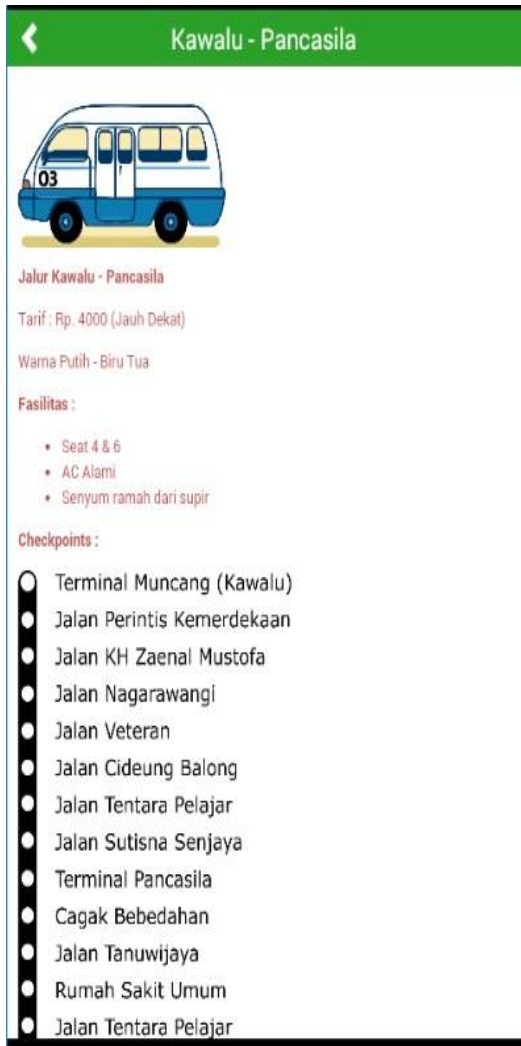 Kawalu - Pancasila
03
Jalur Kawalu - Pancasila
Tarif : Rp. 4000 (Jauh Dekat)
Warna Putih - Biru Tua
Fasilitas :
• Seat 4 & 6
• AC Alami
• Senyum ramah dari supir
Checkpoints :
Terminal Muncang (Kawalu)
Jalan Perintis Kemerdekaan
Jalan KH Zaenal Mustofa
Jalan Nagarawangi
Jalan Veteran
Jalan Cideung Balong
Jalan Tentara Pelajar
Jalan Sutisna Senjaya
Terminal Pancasila
Cagak Bebedahan
Jalan Tanuwijaya
Rumah Sakit Umum
Jalan Tentara Pelajar